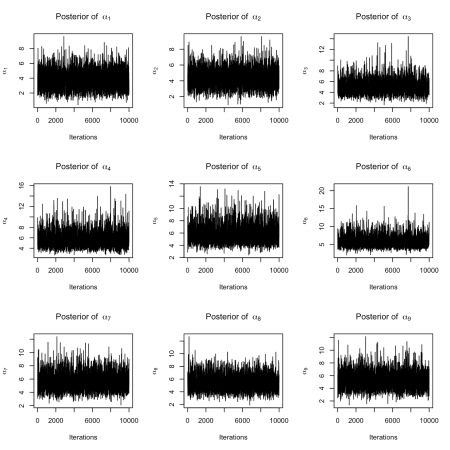 Posterior of α1
Posterior of α2
Posterior of α3
α1
2 4 6 8
0 2000 6000 10000
Iterations
α2
2 4 6 8
0 2000 6000 10000
Iterations
α3
2 4 6 8 12
0 2000 6000 10000
Iterations
Posterior of α4
Posterior of α5
Posterior of α6
α4
4 8 12 16
0 2000 6000 10000
Iterations
α5
4 6 8 10 14
0 2000 6000 10000
Iterations
α6
5 10 15 20
0 2000 6000 10000
Iterations
Posterior of α7
Posterior of α8
Posterior of α9
α7
2 4 6 8 10
0 2000 6000 10000
Iterations
α8
2 4 6 8 12
0 2000 6000 10000
Iterations
α9
2 4 6 8 10
0 2000 6000 10000
Iterations